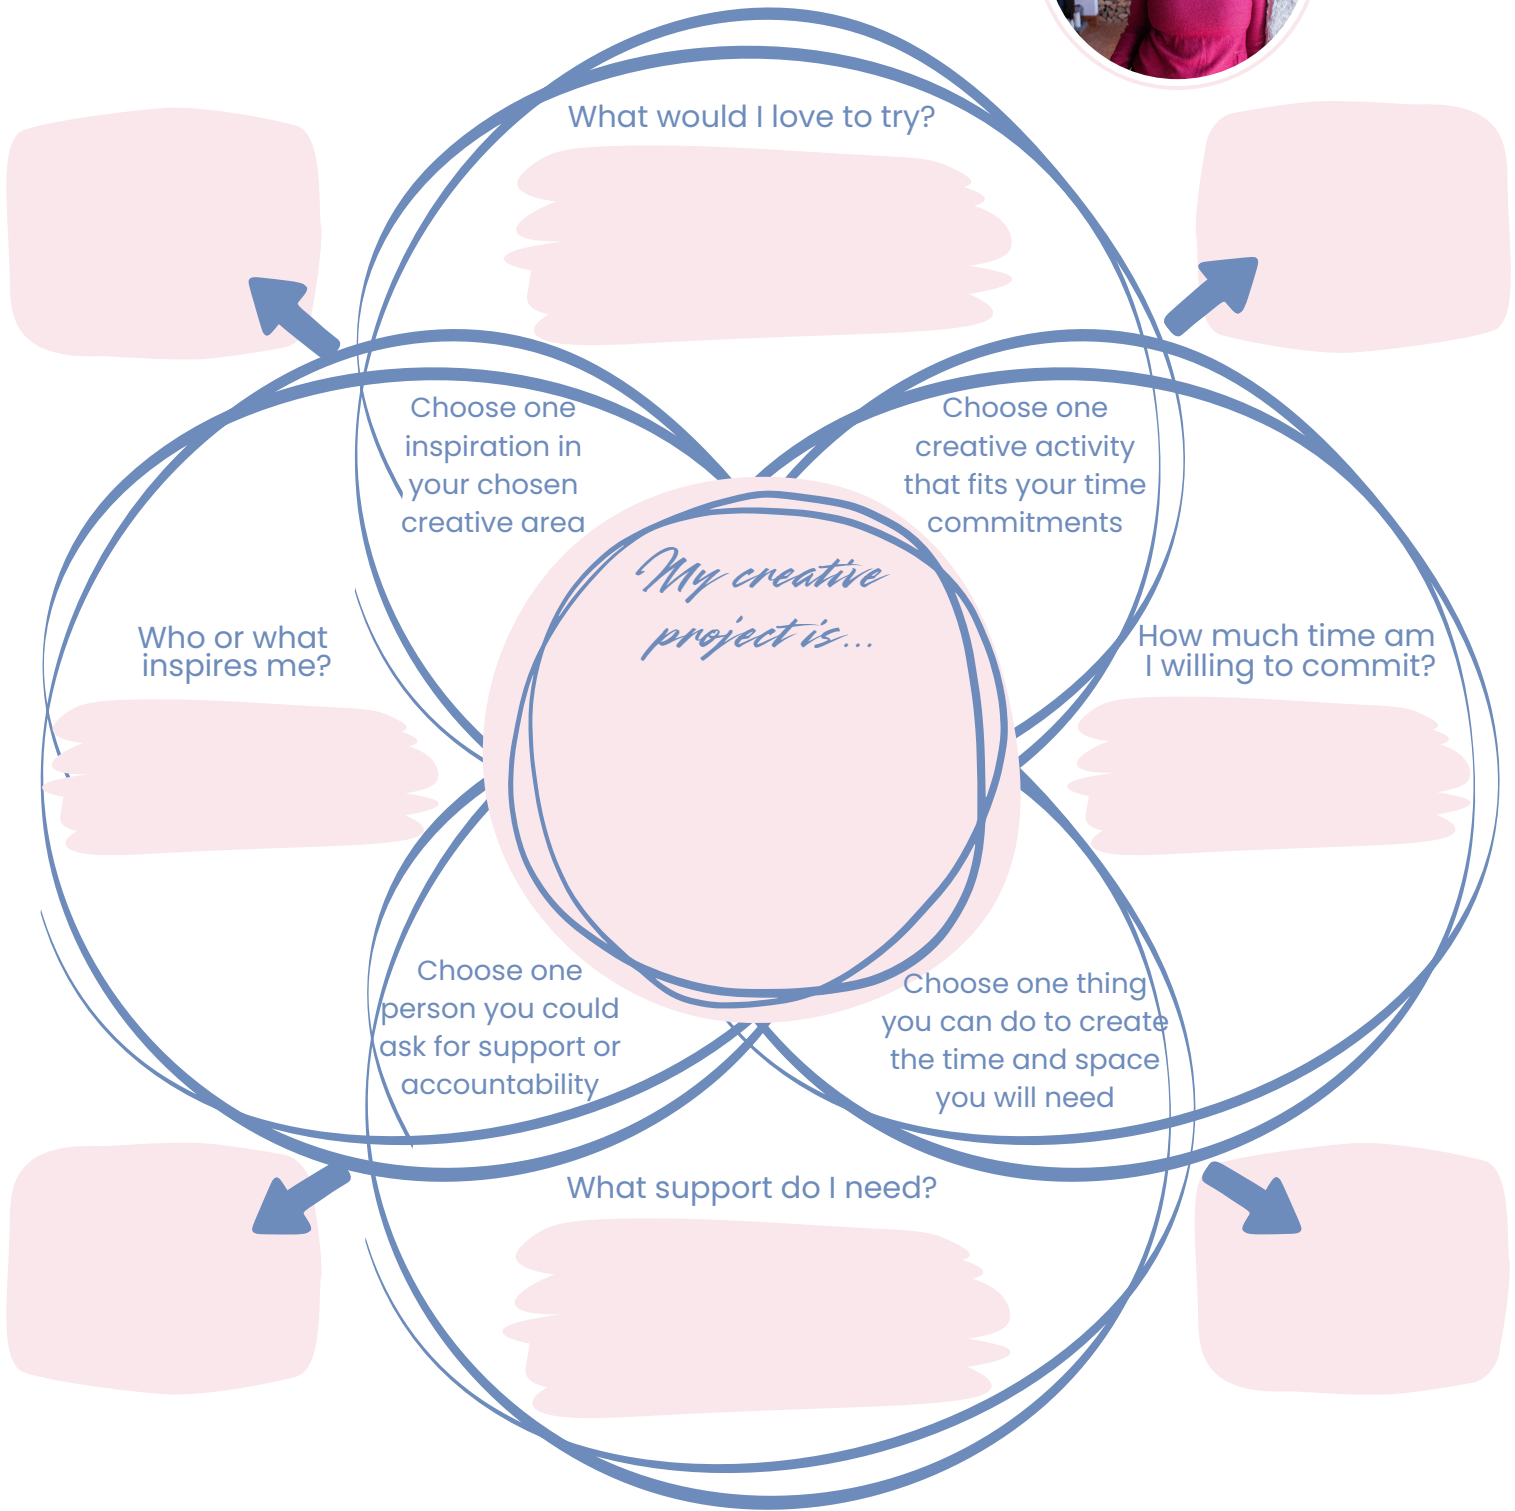 What would I love to try?
Choose one
inspiration in
your chosen
creative area
Choose one
creative activity
that fits your time
commitments
My creative
project is...
Who or what
inspires me?
How much time am
I willing to commit?
Choose one
person you could
ask for support or
accountability
Choose one thing
you can do to create
the time and space
you will need
What support do I need?